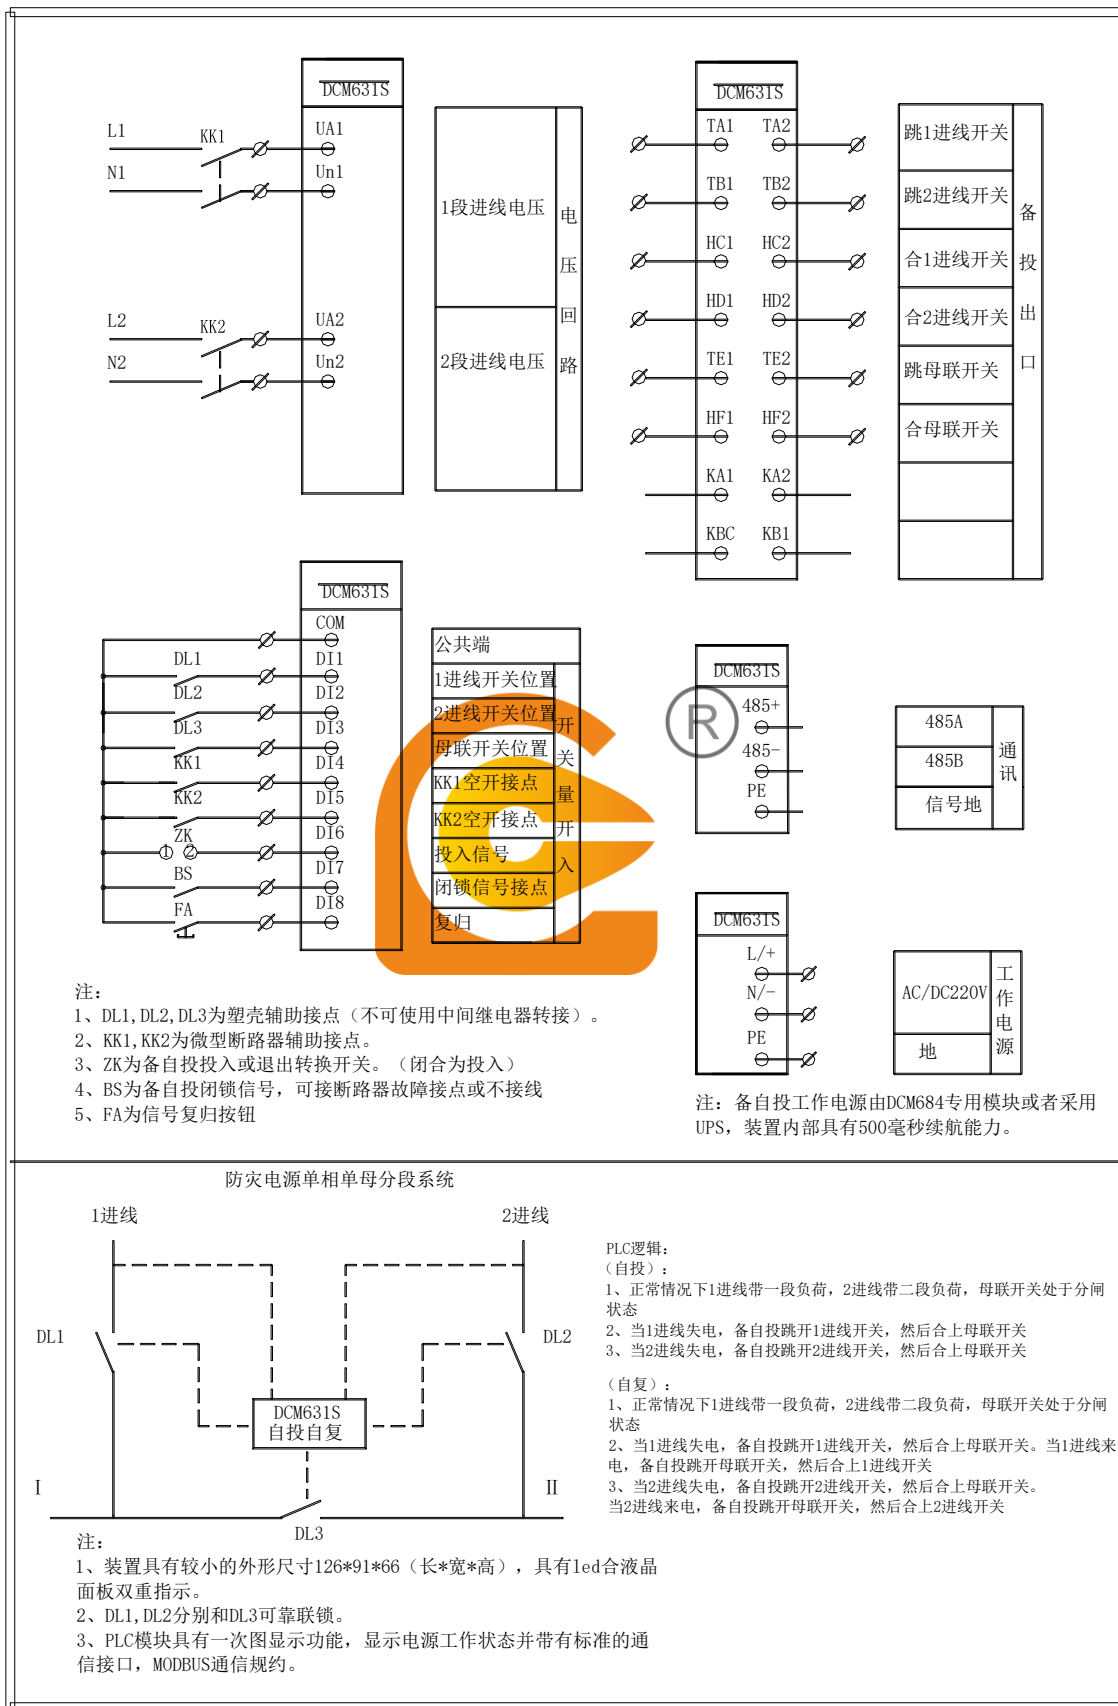 DCM631S
L1
KK1
UA1
N1
Un1
L2
KK2
UA2
N2
Un2
1段进线电压
2段进线电压
电压回路
DCM631S
TA1 TA2
TB1 TB2
HC1 HC2
HD1 HD2
TE1 TE2
HF1 HF2
KA1 KA2
KBC KB1
跳1进线开关
跳2进线开关
合1进线开关
合2进线开关
跳母联开关
合母联开关
备投出口
DCM631S
COM
DL1 DI1
DL2 DI2
DL3 DI3
KK1 DI4
KK2 DI5
ZK DI6
① ②
BS DI7
FA DI8
公共端
1进线开关位置
2进线开关位置
母联开关位置
KK1空开接点
KK2空开接点
投入信号
闭锁信号接点
复归
开关量开入
®
DCM631S
485+
485-
PE
485A
485B
信号地
通讯
DCM631S
L/+
N/-
PE
AC/DC220V
地
工作电源
注:
1、DL1,DL2,DL3为塑壳辅助接点（不可使用中间继电器转接）。
2、KK1,KK2为微型断路器辅助接点。
3、ZK为备自投投入或退出转换开关。（闭合为投入）
4、BS为备自投闭锁信号，可接断路器故障接点或不接线
5、FA为信号复归按钮
注：备自投工作电源由DCM684专用模块或者采用
UPS，装置内部具有500毫秒续航能力。
防灾电源单相单母分段系统
1进线
2进线
DL1
DL2
DCM631S
自投自复
I
II
DL3
PLC逻辑:
（自投）:
1、正常情况下1进线带一段负荷，2进线带二段负荷，母联开关处于分闸
状态
2、当1进线失电，备自投跳开1进线开关，然后合上母联开关
3、当2进线失电，备自投跳开2进线开关，然后合上母联开关
（自复）:
1、正常情况下1进线带一段负荷，2进线带二段负荷，母联开关处于分闸
状态
2、当1进线失电，备自投跳开1进线开关，然后合上母联开关。当1进线来
电，备自投跳开母联开关，然后合上1进线开关
3、当2进线失电，备自投跳开2进线开关，然后合上母联开关。
当2进线来电，备自投跳开母联开关，然后合上2进线开关
注:
1、装置具有较小的外形尺寸126*91*66（长*宽*高），具有led合液晶
面板双重指示。
2、DL1,DL2分别和DL3可靠联锁。
3、PLC模块具有一次图显示功能，显示电源工作状态并带有标准的通
信接口，MODBUS通信规约。